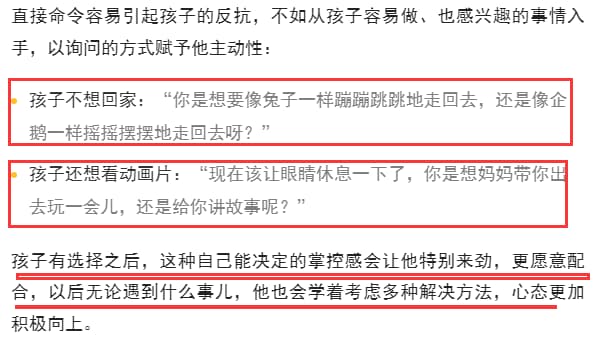 直接命令容易引起孩子的反抗，不如从孩子容易做、也感兴趣的事情入
手，以询问的方式赋予他主动性：
孩子不想回家：“你是想要像兔子一样蹦蹦跳跳地走回去，还是像企
鹅一样摇摇摆摆地走回去呀？”
孩子还想看动画片：“现在该让眼睛休息一下了，你是想妈妈带你出
去玩一会儿，还是给你讲故事呢？”
孩子有选择之后，这种自己能决定的掌控感会让他特别来劲，更愿意配
合，以后无论遇到什么事儿，他也会学着考虑多种解决方法，心态更加
积极向上。